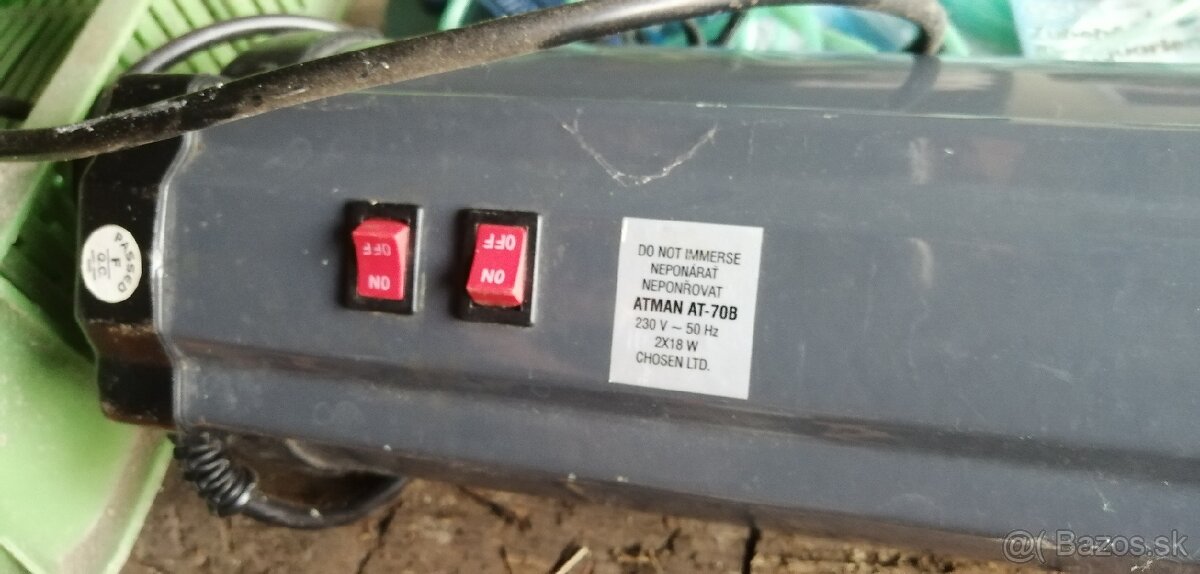 PASSED
F
QC
OFF
ON
OFF
ON
DO NOT IMMERSE
NEPONÁRAŤ
NEPONŘOVAT
ATMAN AT-70B
230 V ~ 50 Hz
2X18 W
CHOSEN LTD.
@( Bazos.sk